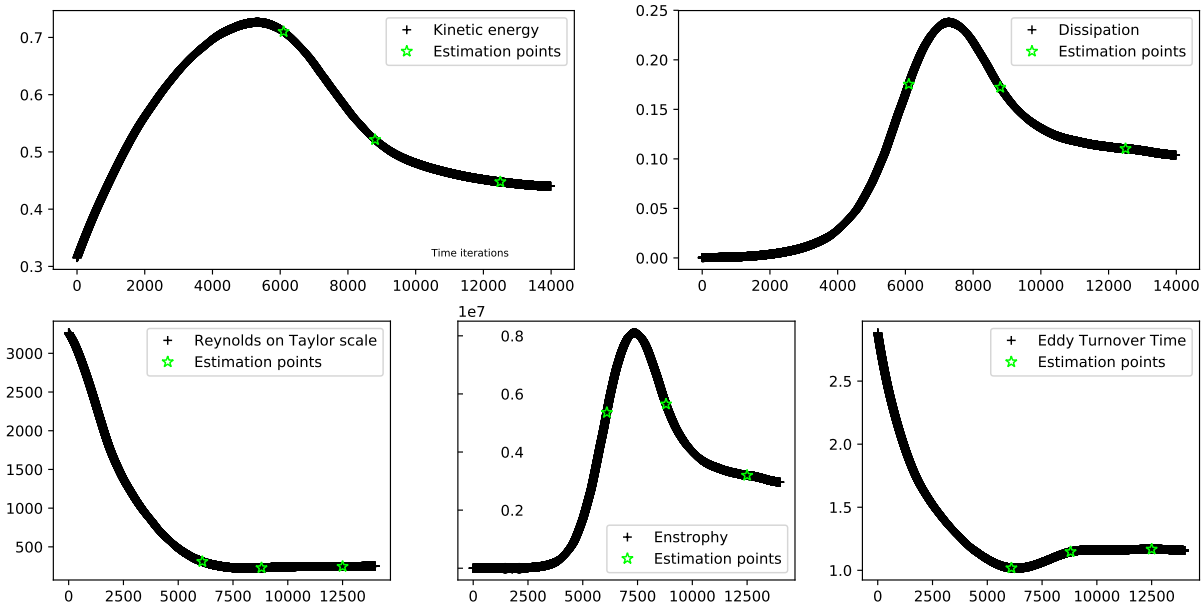 Kinetic energy
Estimation points
0.7
0.6
0.5
0.4
0.3
Time iterations
0 2000 4000 6000 8000 10000 12000 14000
Dissipation
Estimation points
0.25
0.20
0.15
0.10
0.05
0.00
0 2000 4000 6000 8000 10000 12000 14000
Reynolds on Taylor scale
Estimation points
3000
2500
2000
1500
1000
500
0 2500 5000 7500 10000 12500
1e7
0.8
0.6
0.4
0.2
Enstrophy
Estimation points
0 2500 5000 7500 10000 12500
Eddy Turnover Time
Estimation points
2.5
2.0
1.5
1.0
0 2500 5000 7500 10000 12500